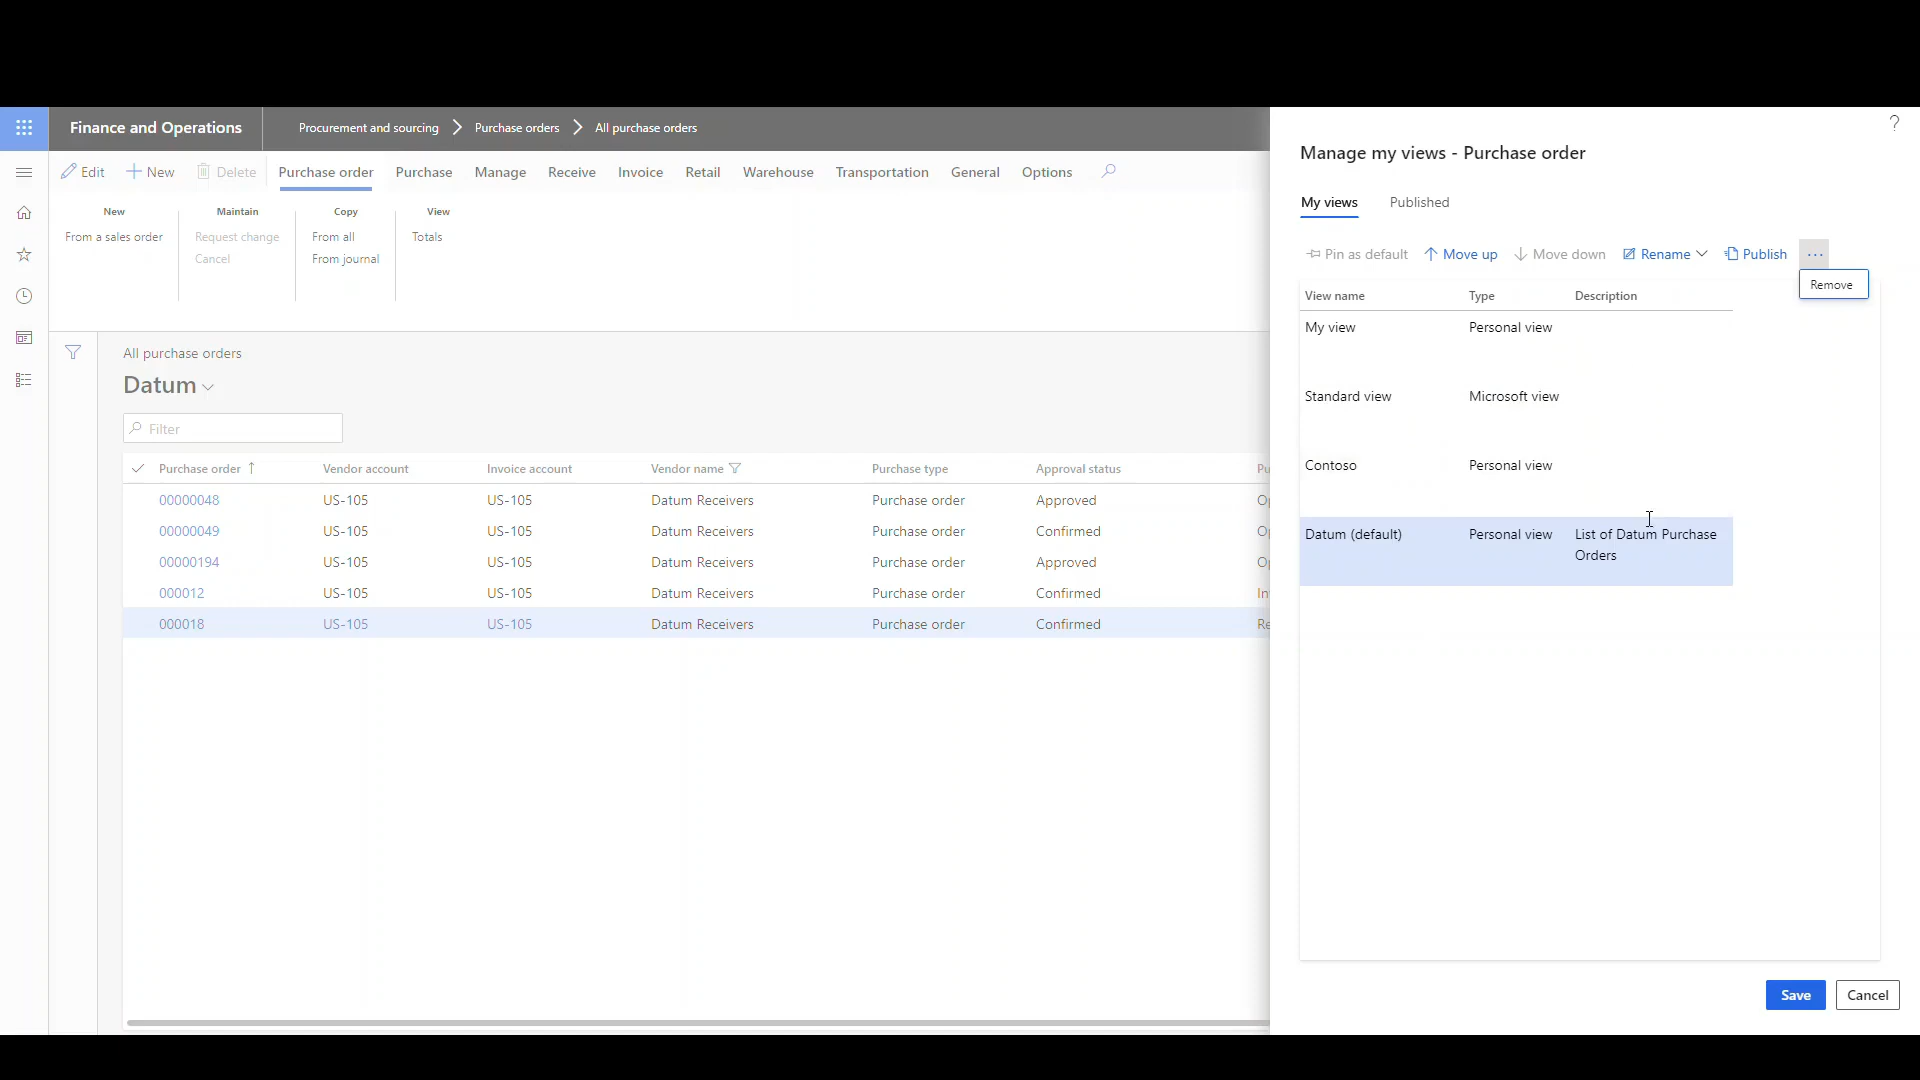 Finance and Operations
Procurement and sourcing
Purchase orders
All purchase orders
?
Edit
New
Delete
Purchase order
Purchase
Manage
Receive
Invoice
Retail
Warehouse
Transportation
General
Options
New
Maintain
Copy
View
From a sales order
Request change
From all
Totals
Cancel
From journal
All purchase orders
Datum
Filter
Purchase order Vendor account Invoice account Vendor name Purchase type Approval status Pu
00000048 US-105 US-105 Datum Receivers Purchase order Approved
00000049 US-105 US-105 Datum Receivers Purchase order Confirmed
00000194 US-105 US-105 Datum Receivers Purchase order Approved
000012 US-105 US-105 Datum Receivers Purchase order Confirmed In
000018 US-105 US-105 Datum Receivers Purchase order Confirmed Re
Manage my views - Purchase order
My views
Published
Pin as default
Move up
Move down
Rename
Publish
...
Remove
View name Type Description
My view Personal view
Standard view Microsoft view
Contoso Personal view
Datum (default) Personal view List of Datum Purchase
Orders
Save
Cancel